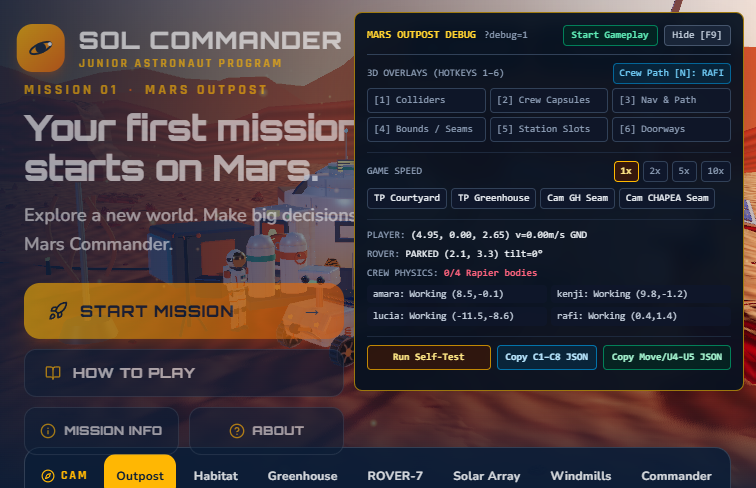 SOL COMMANDER
JUNIOR ASTRONAUT PROGRAM
MISSION 01 · MARS OUTPOST
Your first mission
starts on Mars.
Explore a new world. Make big decisions
Mars Commander.
START MISSION →
HOW TO PLAY
MISSION INFO
ABOUT
MARS OUTPOST DEBUG ?debug=1
Start Gameplay
Hide [F9]
3D OVERLAYS (HOTKEYS 1-6)
Crew Path [N]: RAFI
[1] Colliders
[2] Crew Capsules
[3] Nav & Path
[4] Bounds / Seams
[5] Station Slots
[6] Doorways
GAME SPEED
1x
2x
5x
10x
TP Courtyard
TP Greenhouse
Cam GH Seam
Cam CHAPEA Seam
PLAYER: (4.95, 0.00, 2.65) v=0.00m/s GND
ROVER: PARKED (2.1, 3.3) tilt=0°
CREW PHYSICS: 0/4 Rapier bodies
amara: Working (8.5,-0.1)
kenji: Working (9.8,-1.2)
lucia: Working (-11.5,-8.6)
rafi: Working (0.4,1.4)
Run Self-Test
Copy C1-C8 JSON
Copy Move/U4-U5 JSON
CAM
Outpost
Habitat
Greenhouse
ROVER-7
Solar Array
Windmills
Commander